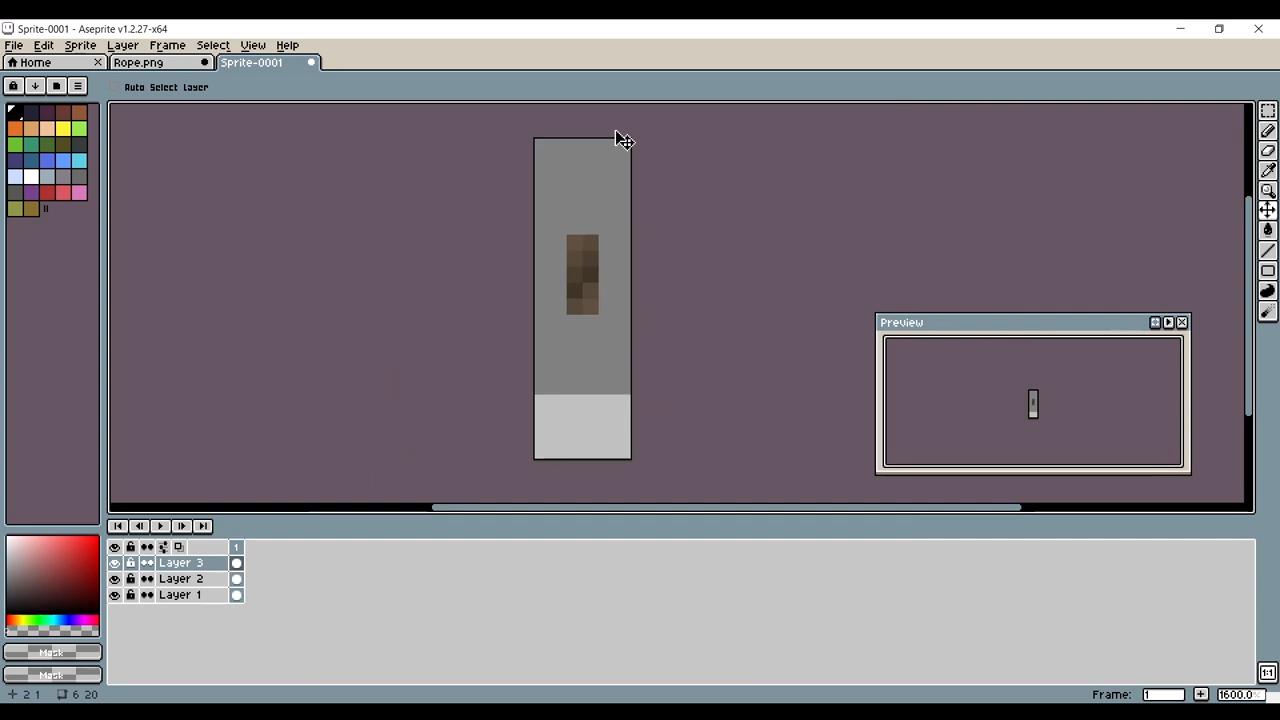 Sprite-0001 - Aseprite v1.2.27-x64
File Edit Sprite Layer Frame Select View Help
Home Rope.png Sprite-0001
Auto Select Layer
Preview
1
Layer 3
Layer 2
Layer 1
Mask
Mask
1:1
2 1 6 20 Frame: 1 1600.0